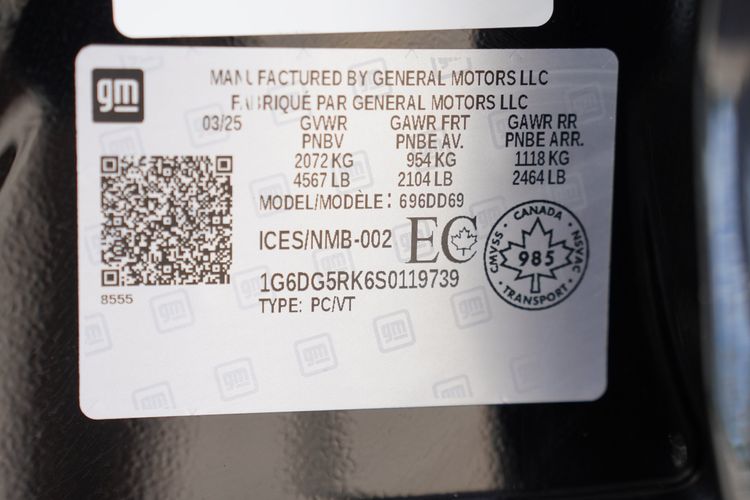 gm
MANUFACTURED BY GENERAL MOTORS LLC
FABRIQUÉ PAR GENERAL MOTORS LLC
03/25 GVWR GAWR FRT GAWR RR
PNBV PNBE AV. PNBE ARR.
2072 KG 954 KG 1118 KG
4567 LB 2104 LB 2464 LB
MODEL/MODÈLE: 696DD69
ICES/NMB-002 EC
CANADA
CMVSS 985 NSVAC
TRANSPORT
1G6DG5RK6S0119739
TYPE: PC/VT
8555